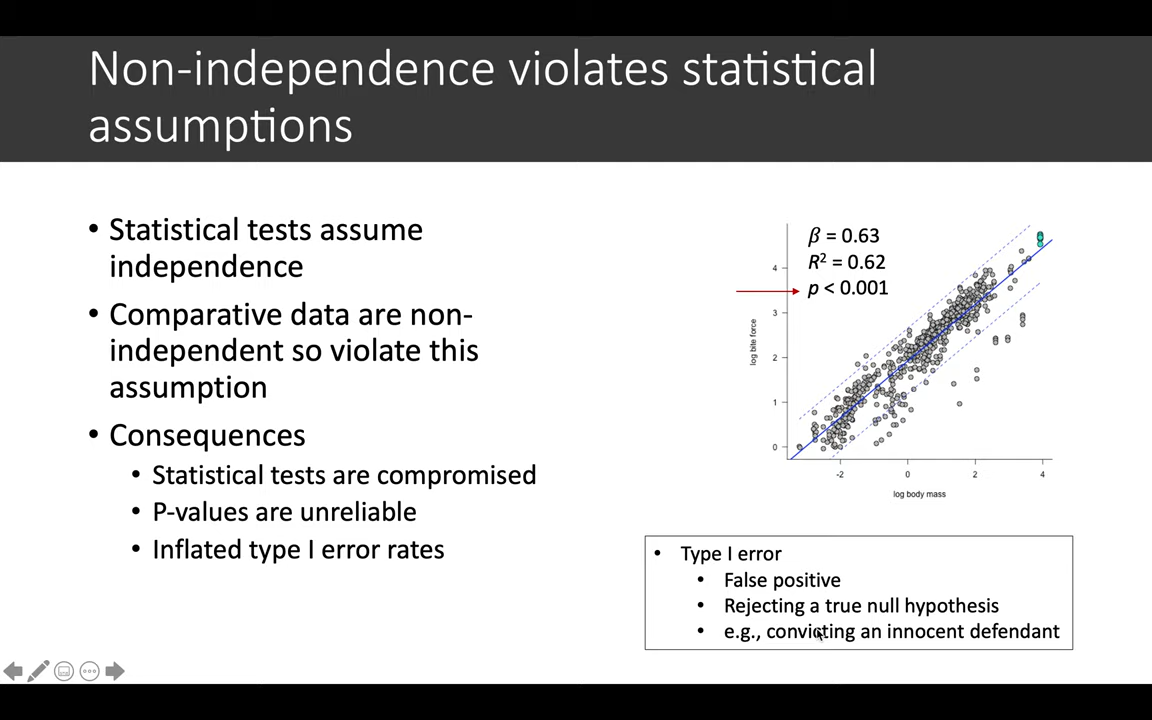 Non-independence violates statistical
assumptions
• Statistical tests assume
independence
• Comparative data are non-
independent so violate this
assumption
• Consequences
• Statistical tests are compromised
• P-values are unreliable
• Inflated type I error rates
β = 0.63
R² = 0.62
p < 0.001
4
3
2
1
0
log bite force
-2
0
2
4
log body mass
• Type I error
• False positive
• Rejecting a true null hypothesis
• e.g., convicting an innocent defendant